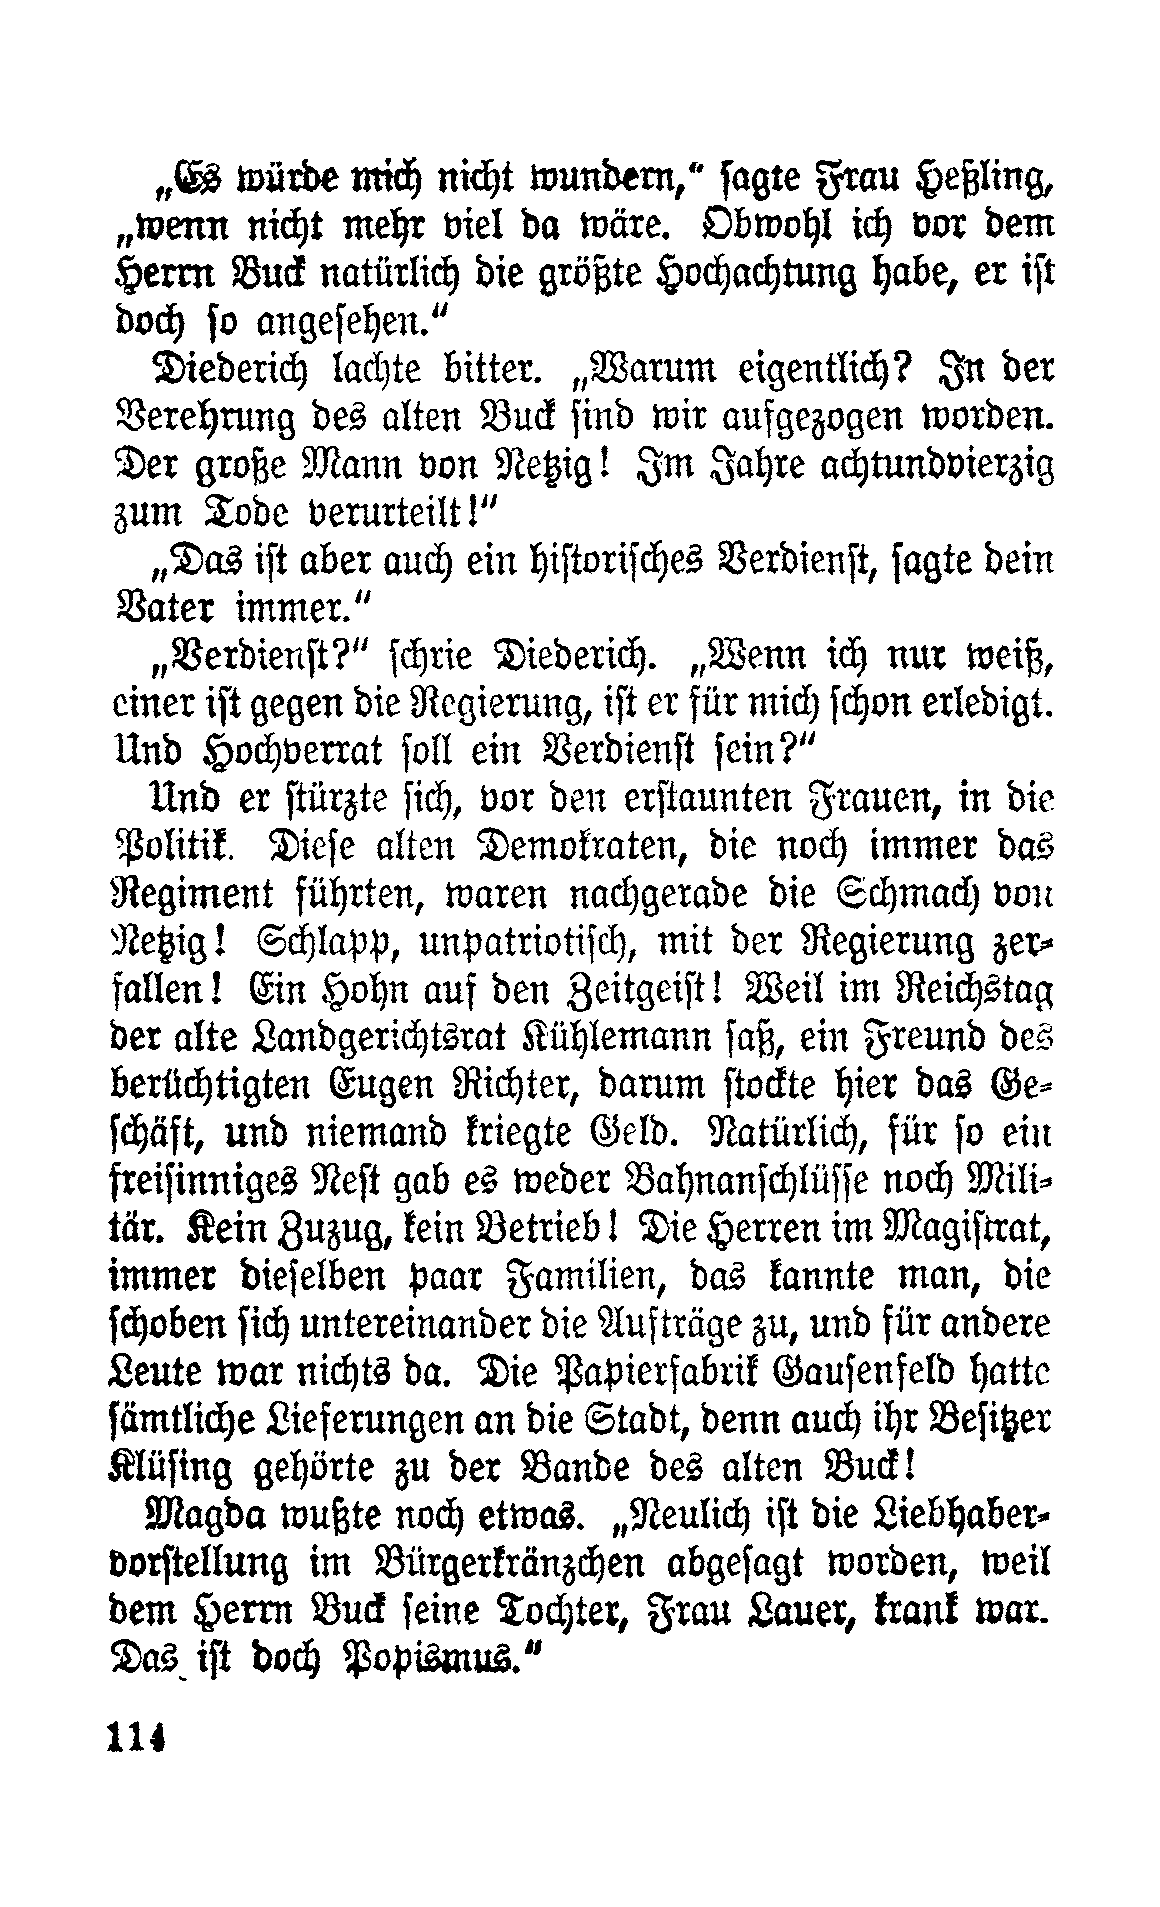 „Es würde mich nicht wundern,“ ſagte Frau Heßling,
„wenn nicht mehr viel da wäre. Obwohl ich vor dem
Herrn Buck natürlich die größte Hochachtung habe, er iſt
doch ſo angeſehen.“
Diederich lachte bitter. „Warum eigentlich? In der
Verehrung des alten Buck ſind wir aufgezogen worden.
Der große Mann von Netzig! Im Jahre achtundvierzig
zum Tode verurteilt!“
„Das iſt aber auch ein hiſtoriſches Verdienſt, ſagte dein
Vater immer.“
„Verdienſt?“ ſchrie Diederich. „Wenn ich nur weiß,
einer iſt gegen die Regierung, iſt er für mich ſchon erledigt.
Und Hochverrat ſoll ein Verdienſt ſein?“
Und er ſtürzte ſich, vor den erſtaunten Frauen, in die
Politik. Dieſe alten Demokraten, die noch immer das
Regiment führten, waren nachgerade die Schmach von
Netzig! Schlapp, unpatriotiſch, mit der Regierung zer-
fallen! Ein Hohn auf den Zeitgeiſt! Weil im Reichstag
der alte Landgerichtsrat Kühlemann ſaß, ein Freund des
berüchtigten Eugen Richter, darum ſtockte hier das Ge-
ſchäft, und niemand kriegte Geld. Natürlich, für ſo ein
freiſinniges Neſt gab es weder Bahnanſchlüſſe noch Mili-
tär. Kein Zuzug, kein Betrieb! Die Herren im Magiſtrat,
immer dieſelben paar Familien, das kannte man, die
ſchoben ſich untereinander die Aufträge zu, und für andere
Leute war nichts da. Die Papierfabrik Gauſenfeld hatte
ſämtliche Lieferungen an die Stadt, denn auch ihr Beſitzer
Klüſing gehörte zu der Bande des alten Buck!
Magda wußte noch etwas. „Neulich iſt die Liebhaber-
vorſtellung im Bürgerkränzchen abgeſagt worden, weil
dem Herrn Buck ſeine Tochter, Frau Lauer, krank war.
Das iſt doch Popismus.“
114